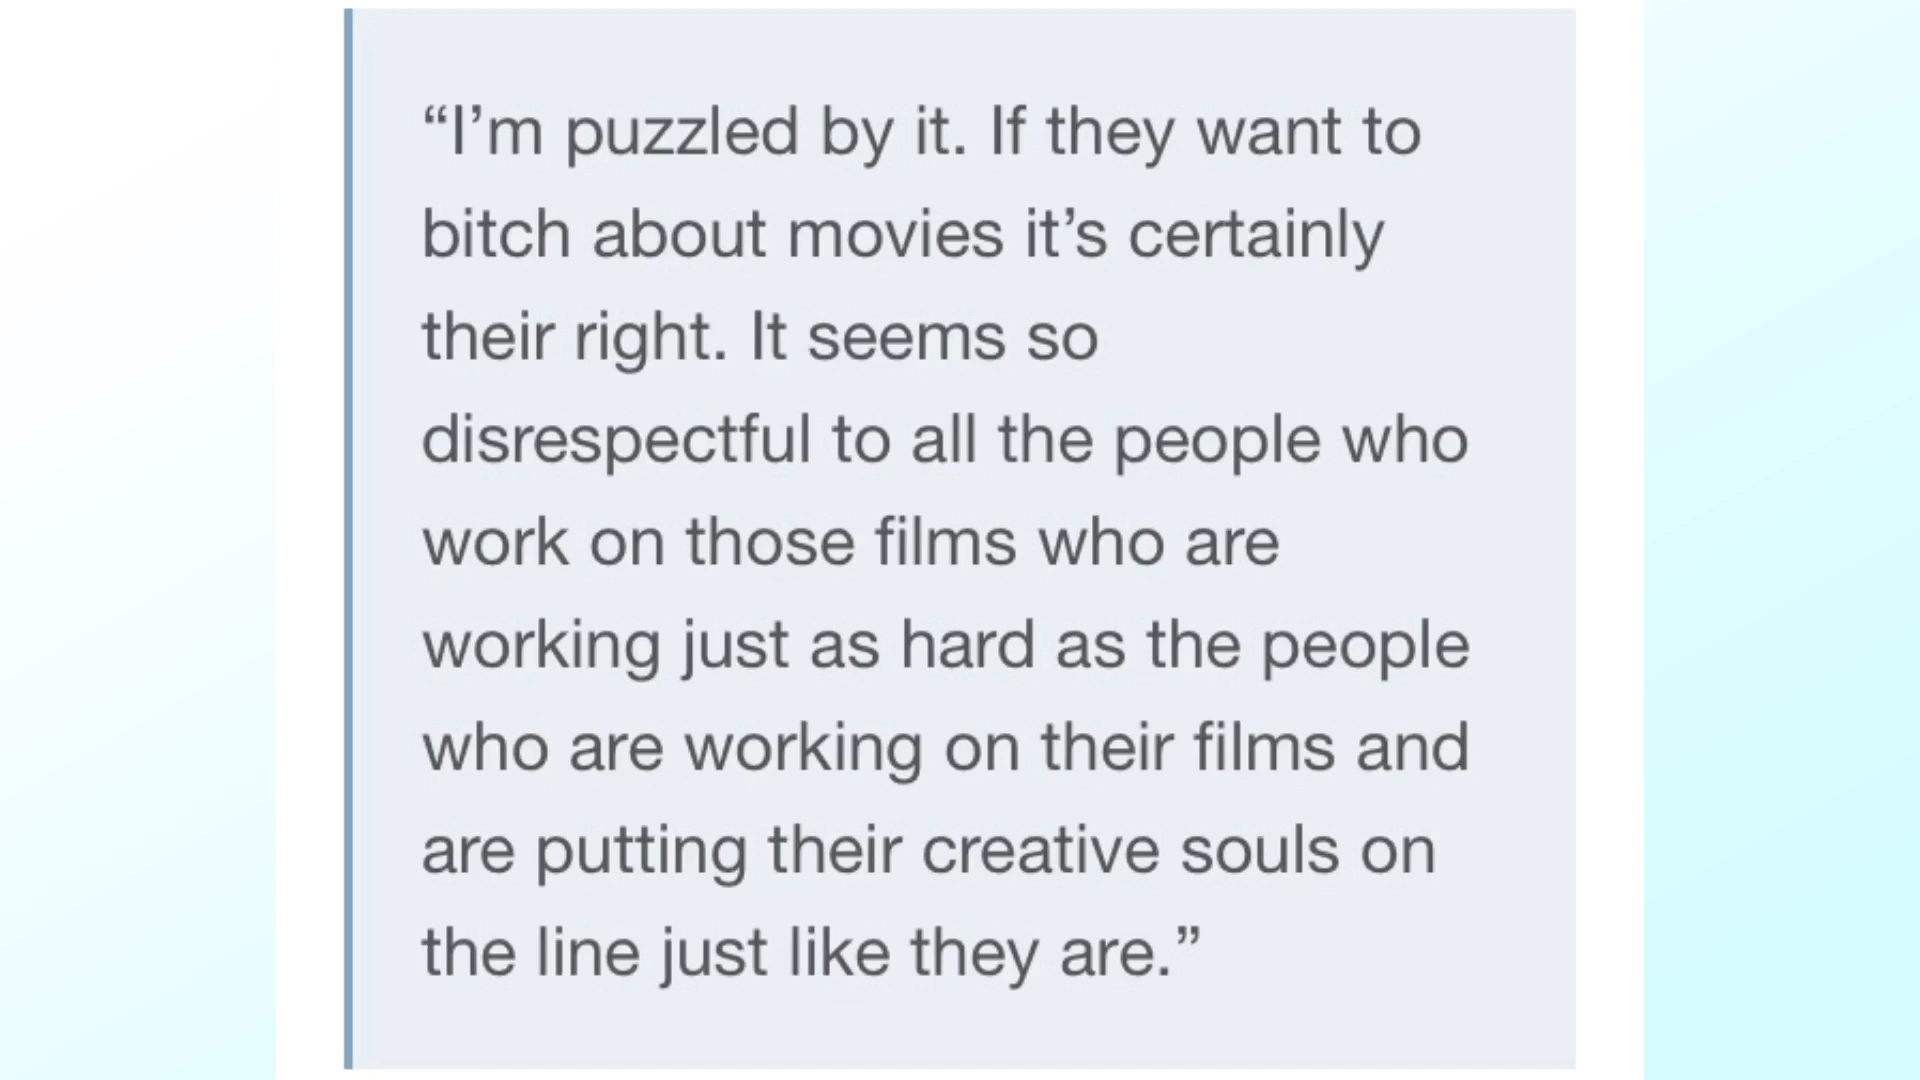 “I’m puzzled by it. If they want to
bitch about movies it’s certainly
their right. It seems so
disrespectful to all the people who
work on those films who are
working just as hard as the people
who are working on their films and
are putting their creative souls on
the line just like they are.”